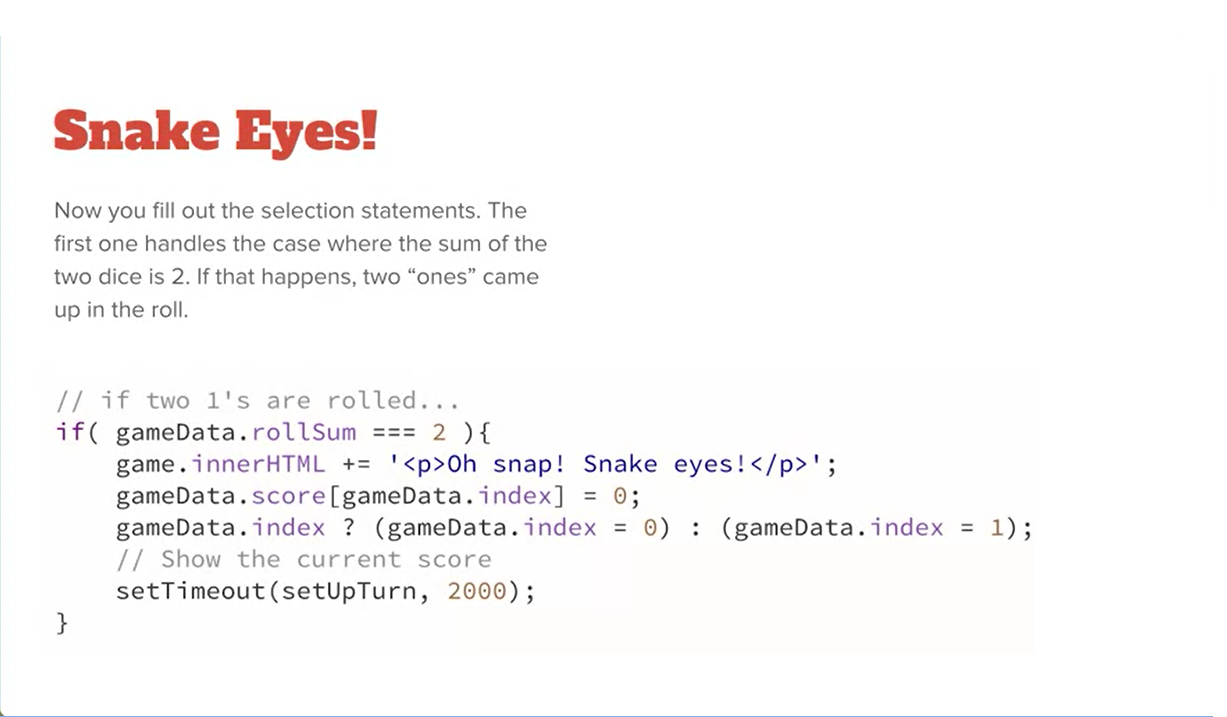 Snake Eyes!
Now you fill out the selection statements. The
first one handles the case where the sum of the
two dice is 2. If that happens, two “ones” came
up in the roll.
// if two 1's are rolled...
if( gameData.rollSum === 2 ){
    game.innerHTML += '<p>Oh snap! Snake eyes!</p>';
    gameData.score[gameData.index] = 0;
    gameData.index ? (gameData.index = 0) : (gameData.index = 1);
    // Show the current score
    setTimeout(setUpTurn, 2000);
}